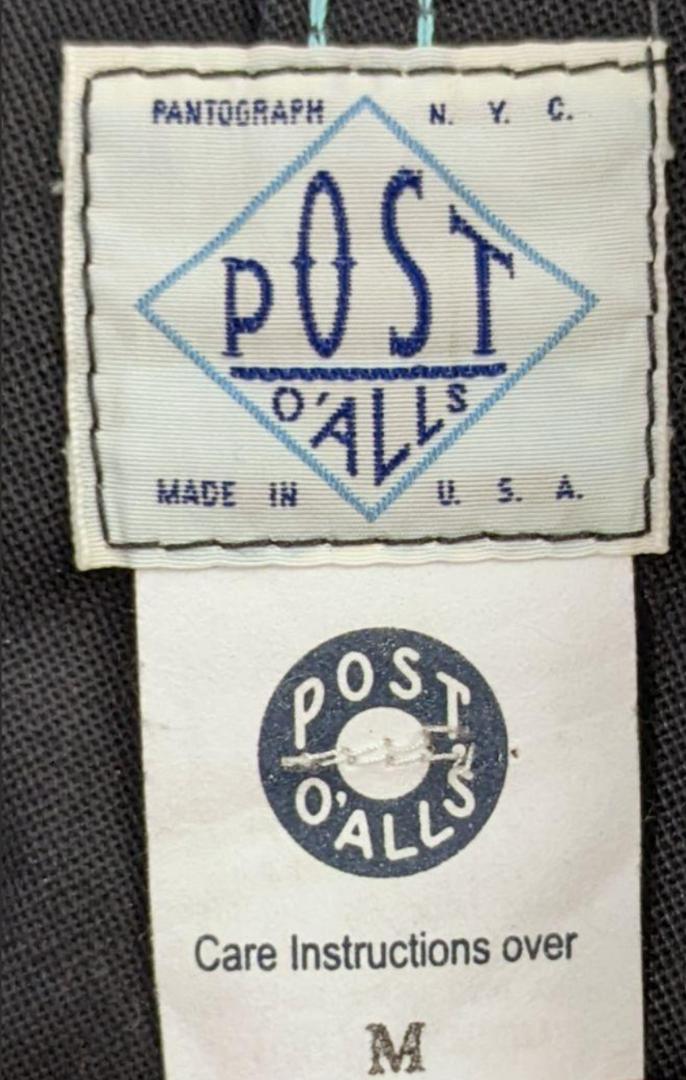 PANTOGRAPH N. Y. C.
POST
O'ALLS
MADE IN U. S. A.
POST
O'ALLS
Care Instructions over
M